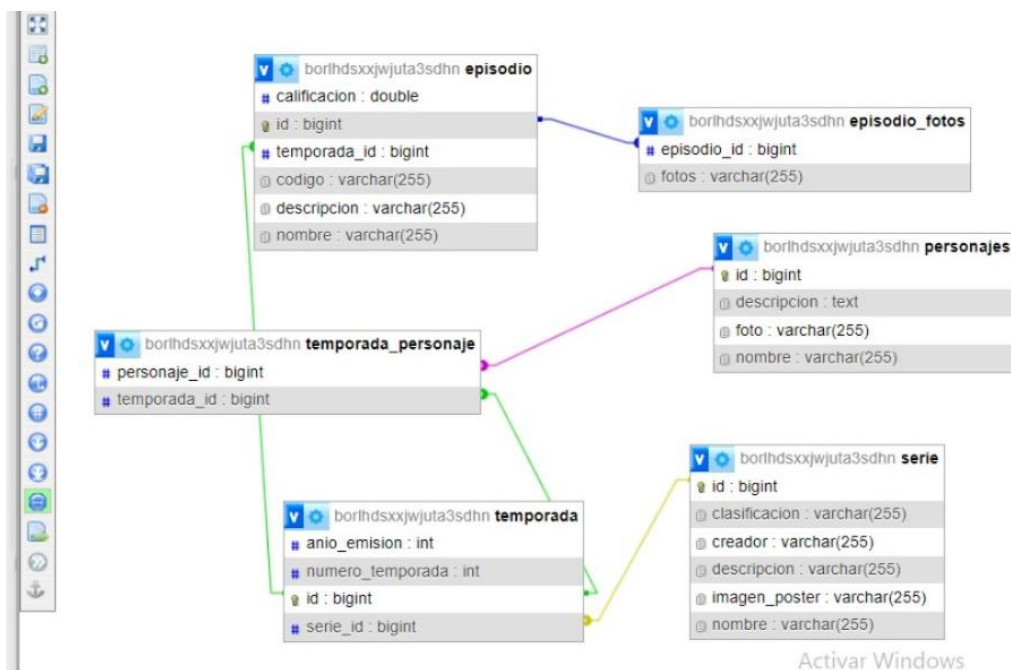 v borlhdsxxjwjuta3sdhn episodio
# calificacion : double
id : bigint
# temporada_id : bigint
codigo : varchar(255)
descripcion : varchar(255)
nombre : varchar(255)
v borlhdsxxjwjuta3sdhn episodio_fotos
# episodio_id : bigint
fotos : varchar(255)
v borlhdsxxjwjuta3sdhn personajes
id : bigint
descripcion : text
foto : varchar(255)
nombre : varchar(255)
v borlhdsxxjwjuta3sdhn temporada_personaje
# personaje_id : bigint
# temporada_id : bigint
v borlhdsxxjwjuta3sdhn serie
id : bigint
clasificacion : varchar(255)
creador : varchar(255)
descripcion : varchar(255)
imagen_poster : varchar(255)
nombre : varchar(255)
v borlhdsxxjwjuta3sdhn temporada
# anio_emision : int
# numero_temporada : int
id : bigint
# serie_id : bigint
Activar Windows